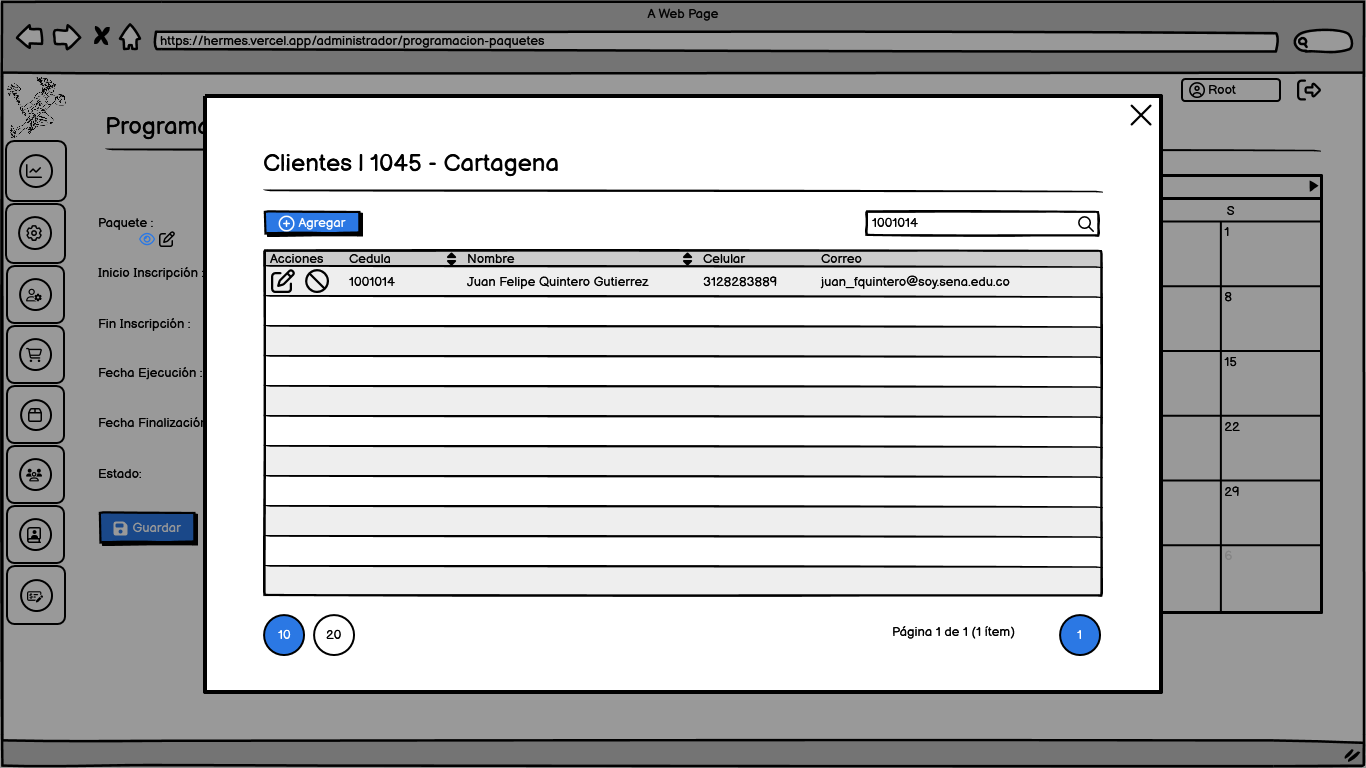 A Web Page
https://hermes.vercel.app/administrador/programacion-paquetes
Root
Clientes | 1045 - Cartagena
Agregar
1001014
Acciones Cedula Nombre Celular Correo
1001014 Juan Felipe Quintero Gutierrez 3128283889 juan_fquintero@soy.sena.edu.co
10 20
Página 1 de 1 (1 ítem)
1
Programa
Paquete :
Inicio Inscripción :
Fin Inscripción :
Fecha Ejecución :
Fecha Finalización
Estado:
Guardar
S
1
8
15
22
29
6